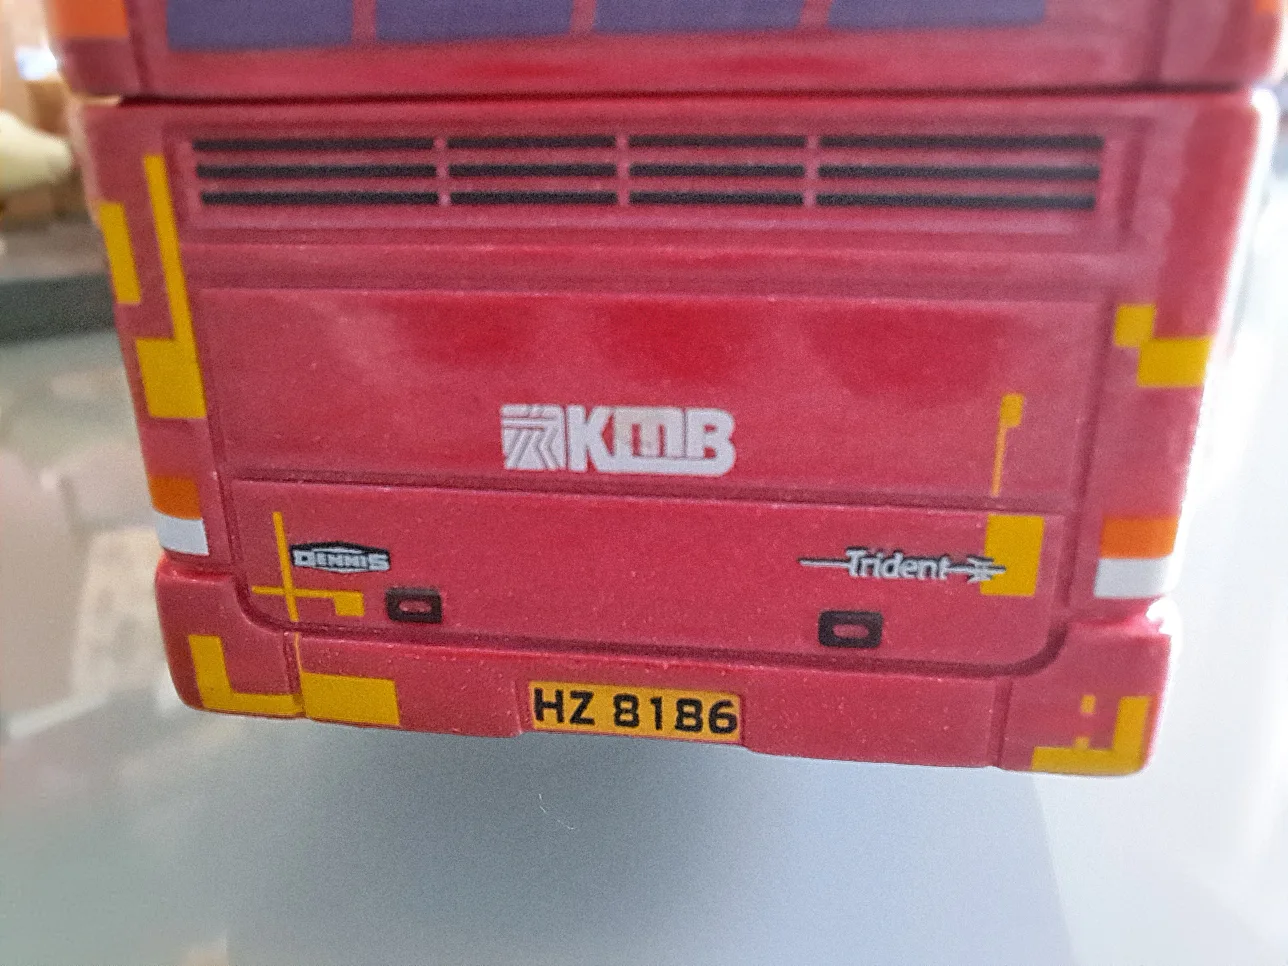 KMB
DENNIS
Trident
HZ 8186